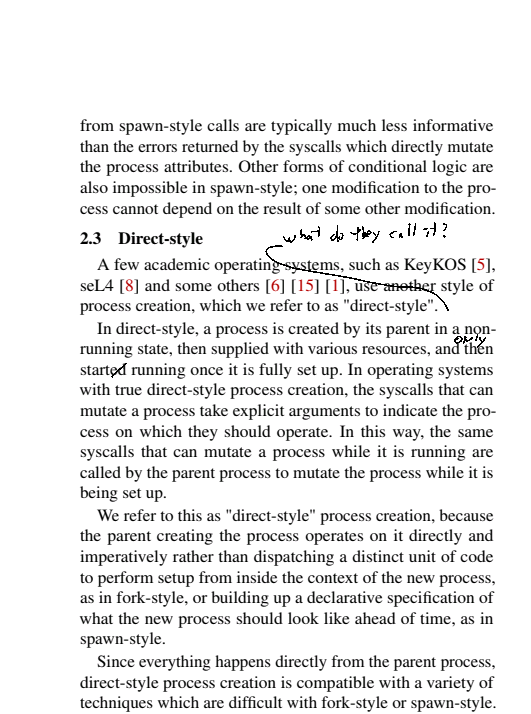 from spawn-style calls are typically much less informative
than the errors returned by the syscalls which directly mutate
the process attributes. Other forms of conditional logic are
also impossible in spawn-style; one modification to the pro-
cess cannot depend on the result of some other modification.
what do they call it?
2.3 Direct-style
A few academic operating systems, such as KeyKOS [5],
seL4 [8] and some others [6] [15] [1], use another style of
process creation, which we refer to as "direct-style".
In direct-style, a process is created by its parent in a non-
only
running state, then supplied with various resources, and then
started running once it is fully set up. In operating systems
with true direct-style process creation, the syscalls that can
mutate a process take explicit arguments to indicate the pro-
cess on which they should operate. In this way, the same
syscalls that can mutate a process while it is running are
called by the parent process to mutate the process while it is
being set up.
We refer to this as "direct-style" process creation, because
the parent creating the process operates on it directly and
imperatively rather than dispatching a distinct unit of code
to perform setup from inside the context of the new process,
as in fork-style, or building up a declarative specification of
what the new process should look like ahead of time, as in
spawn-style.
Since everything happens directly from the parent process,
direct-style process creation is compatible with a variety of
techniques which are difficult with fork-style or spawn-style.